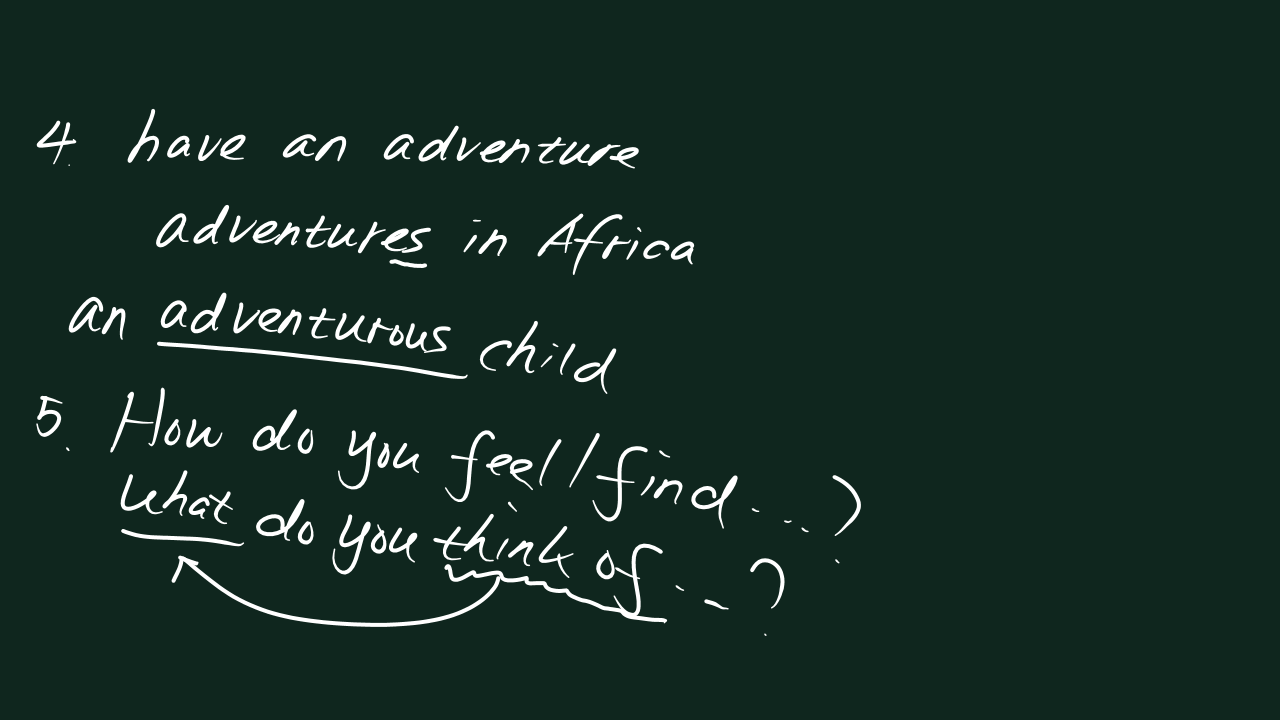 4. have an adventure
adventures in Africa
an adventurous child
5. How do you feel/find...?
What do you think of...?